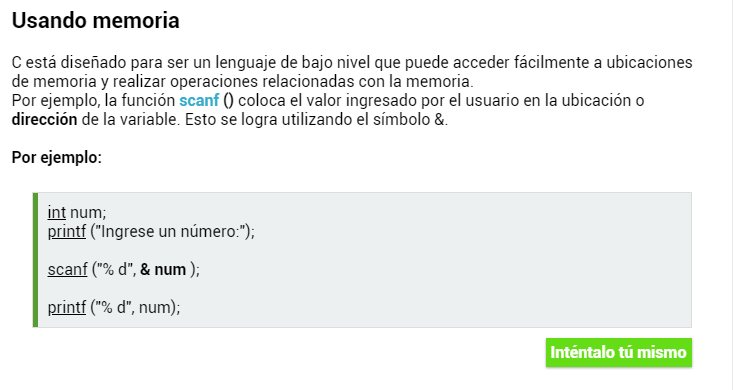 Usando memoria
C está diseñado para ser un lenguaje de bajo nivel que puede acceder fácilmente a ubicaciones
de memoria y realizar operaciones relacionadas con la memoria.
Por ejemplo, la función scanf () coloca el valor ingresado por el usuario en la ubicación o
dirección de la variable. Esto se logra utilizando el símbolo &.
Por ejemplo:
int num;
printf ("Ingrese un número:");
scanf ("% d", & num );
printf ("% d", num);
Inténtalo tú mismo